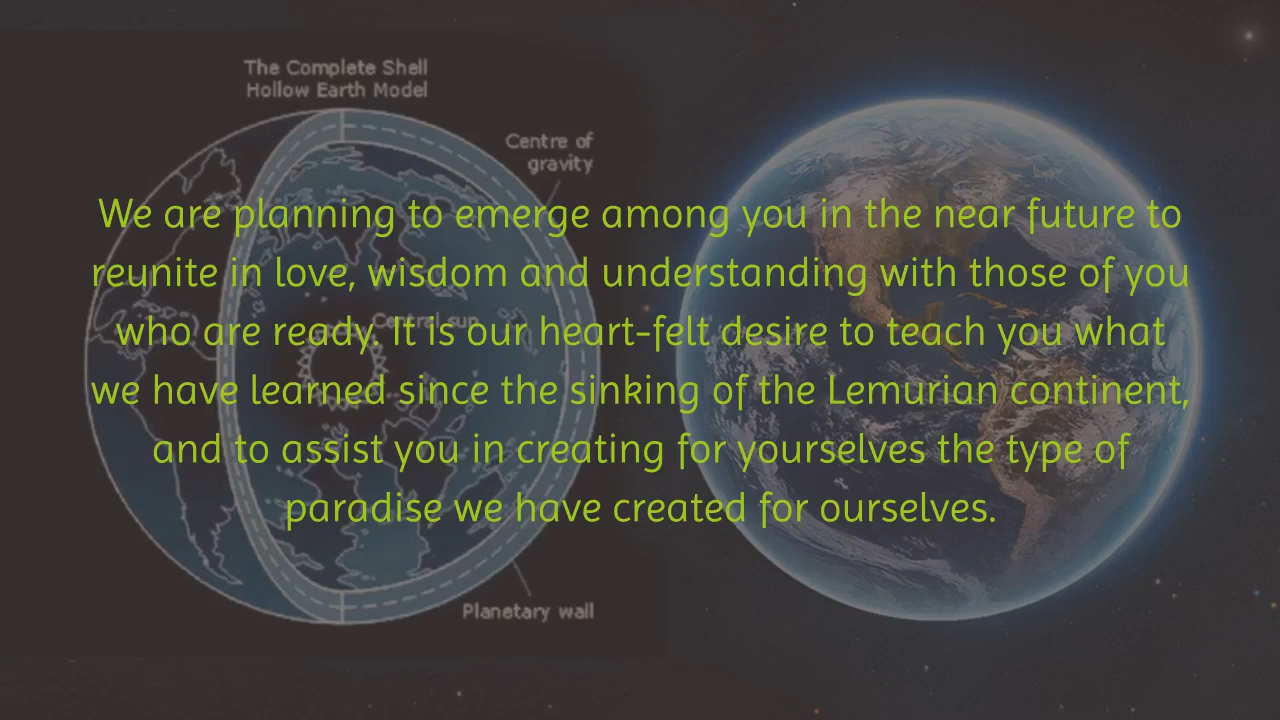 The Complete Shell
Hollow Earth Model
Centre of
gravity
We are planning to emerge among you in the near future to
reunite in love, wisdom and understanding with those of you
Central sun
who are ready. It is our heart-felt desire to teach you what
we have learned since the sinking of the Lemurian continent,
and to assist you in creating for yourselves the type of
paradise we have created for ourselves.
Planetary wall